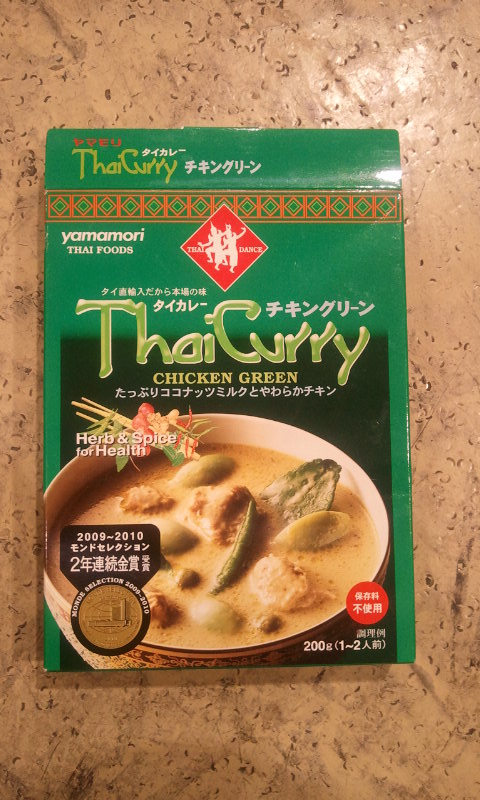 ヤマモリ
タイカレー
ThaiCurry チキングリーン
yamamori
THAI FOODS
THAI DANCE
タイ直輸入だから本場の味
タイカレー チキングリーン
ThaiCurry
CHICKEN GREEN
たっぷりココナッツミルクとやわらかチキン
Herb & Spice
for Health
2009~2010
モンドセレクション
2年連続金賞受賞
MONDE SELECTION 2009-2010
保存料
不使用
調理例
200g(1~2人前)